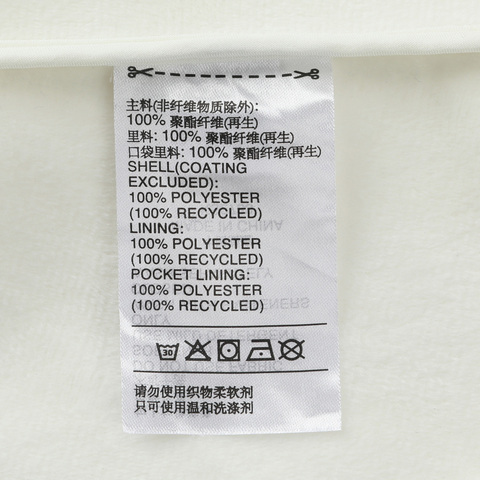 主料(非纤维物质除外):
100% 聚酯纤维(再生)
里料: 100% 聚酯纤维(再生)
口袋里料: 100% 聚酯纤维(再生)
SHELL(COATING
EXCLUDED):
100% POLYESTER
(100% RECYCLED)
LINING:
100% POLYESTER
(100% RECYCLED)
POCKET LINING:
100% POLYESTER
(100% RECYCLED)
30
请勿使用织物柔软剂
只可使用温和洗涤剂